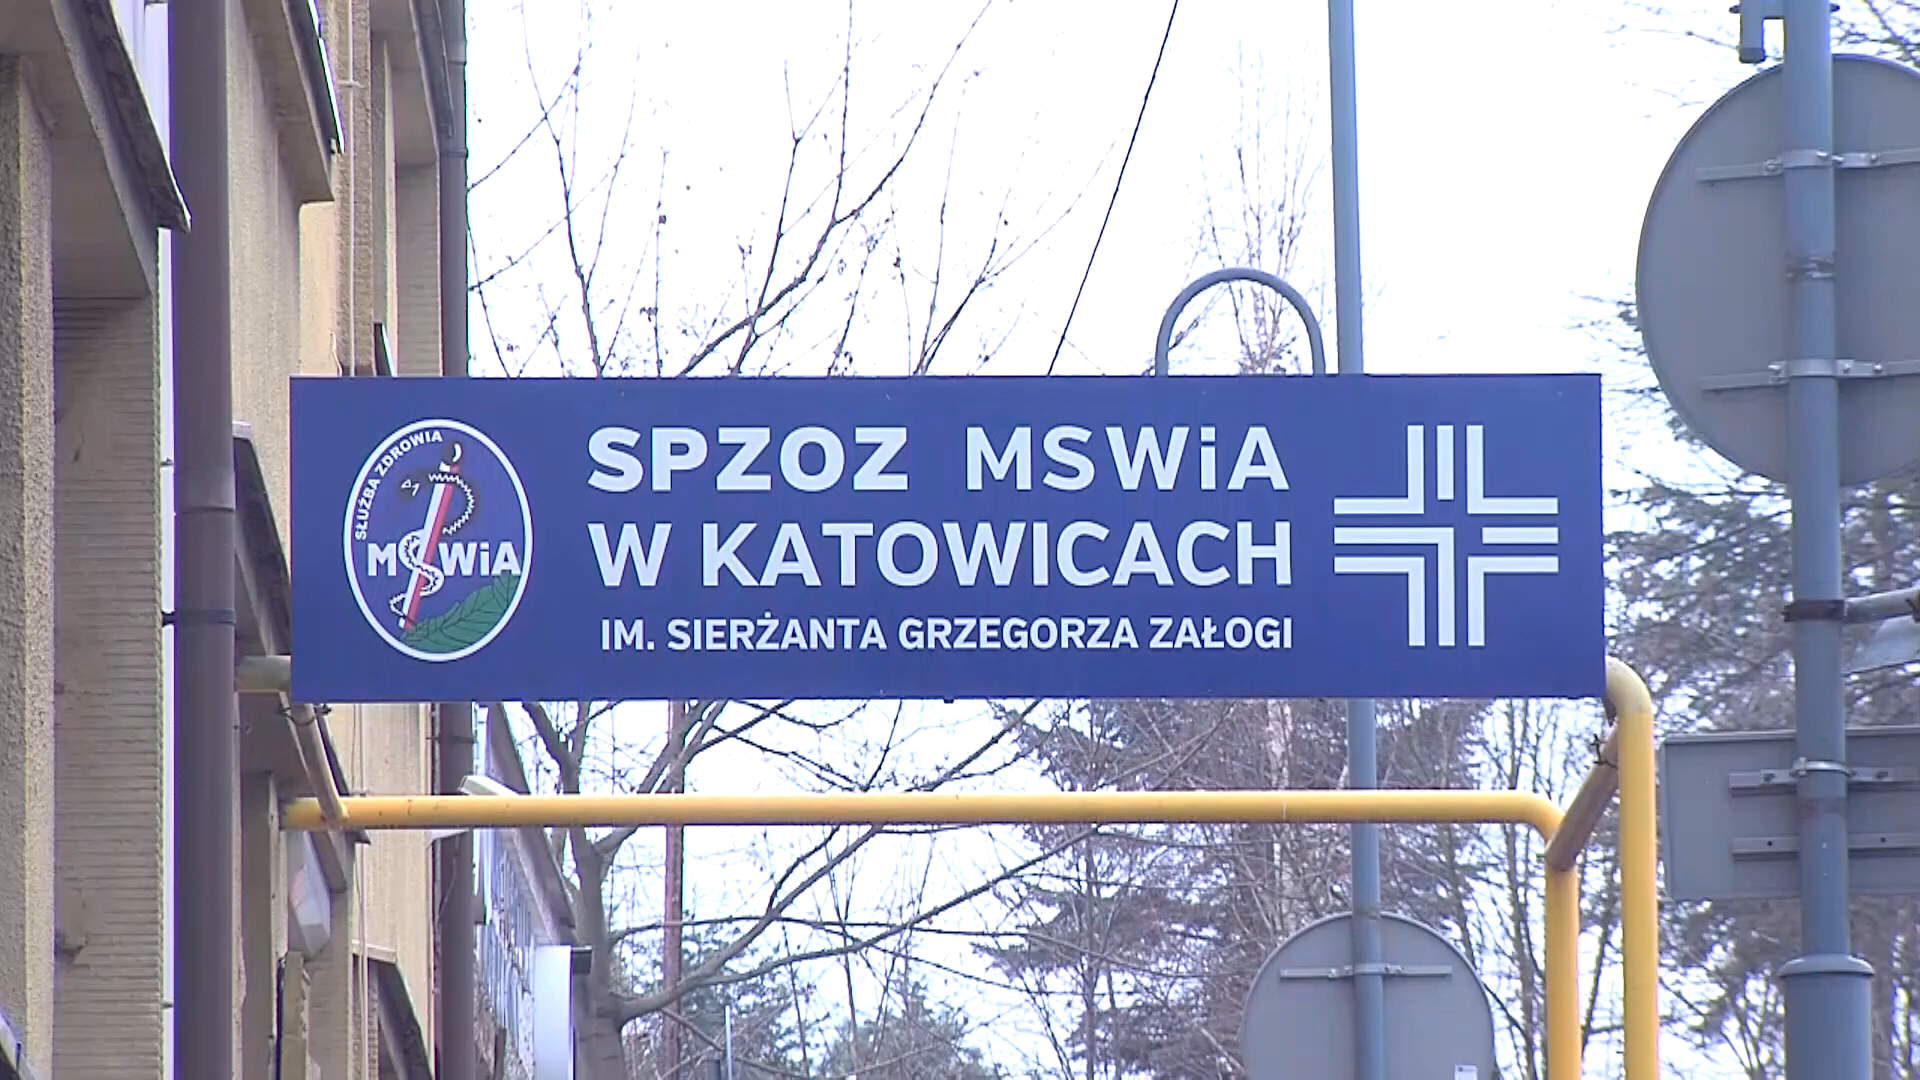 SŁUŻBA ZDROWIA
MSWiA
SPZOZ MSWiA
W KATOWICACH
IM. SIERŻANTA GRZEGORZA ZAŁOGI